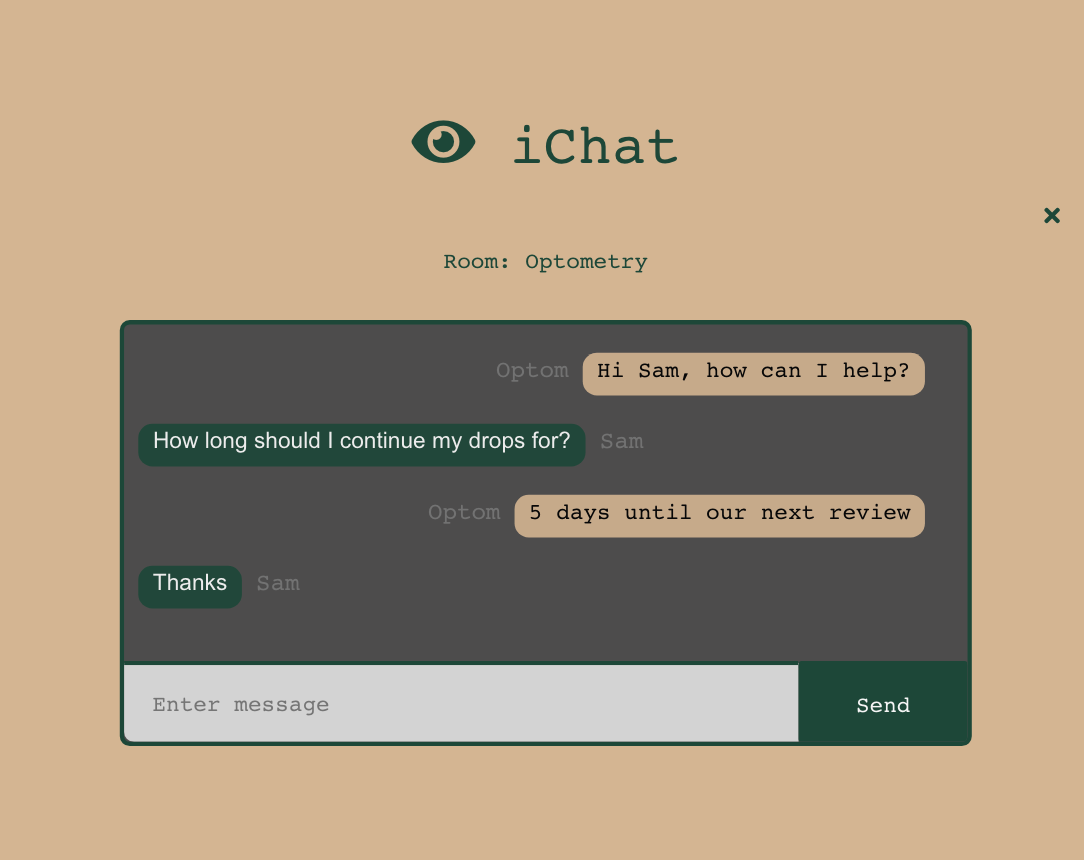 iChat
Room: Optometry
Optom Hi Sam, how can I help?
How long should I continue my drops for? Sam
Optom 5 days until our next review
Thanks Sam
Enter message Send